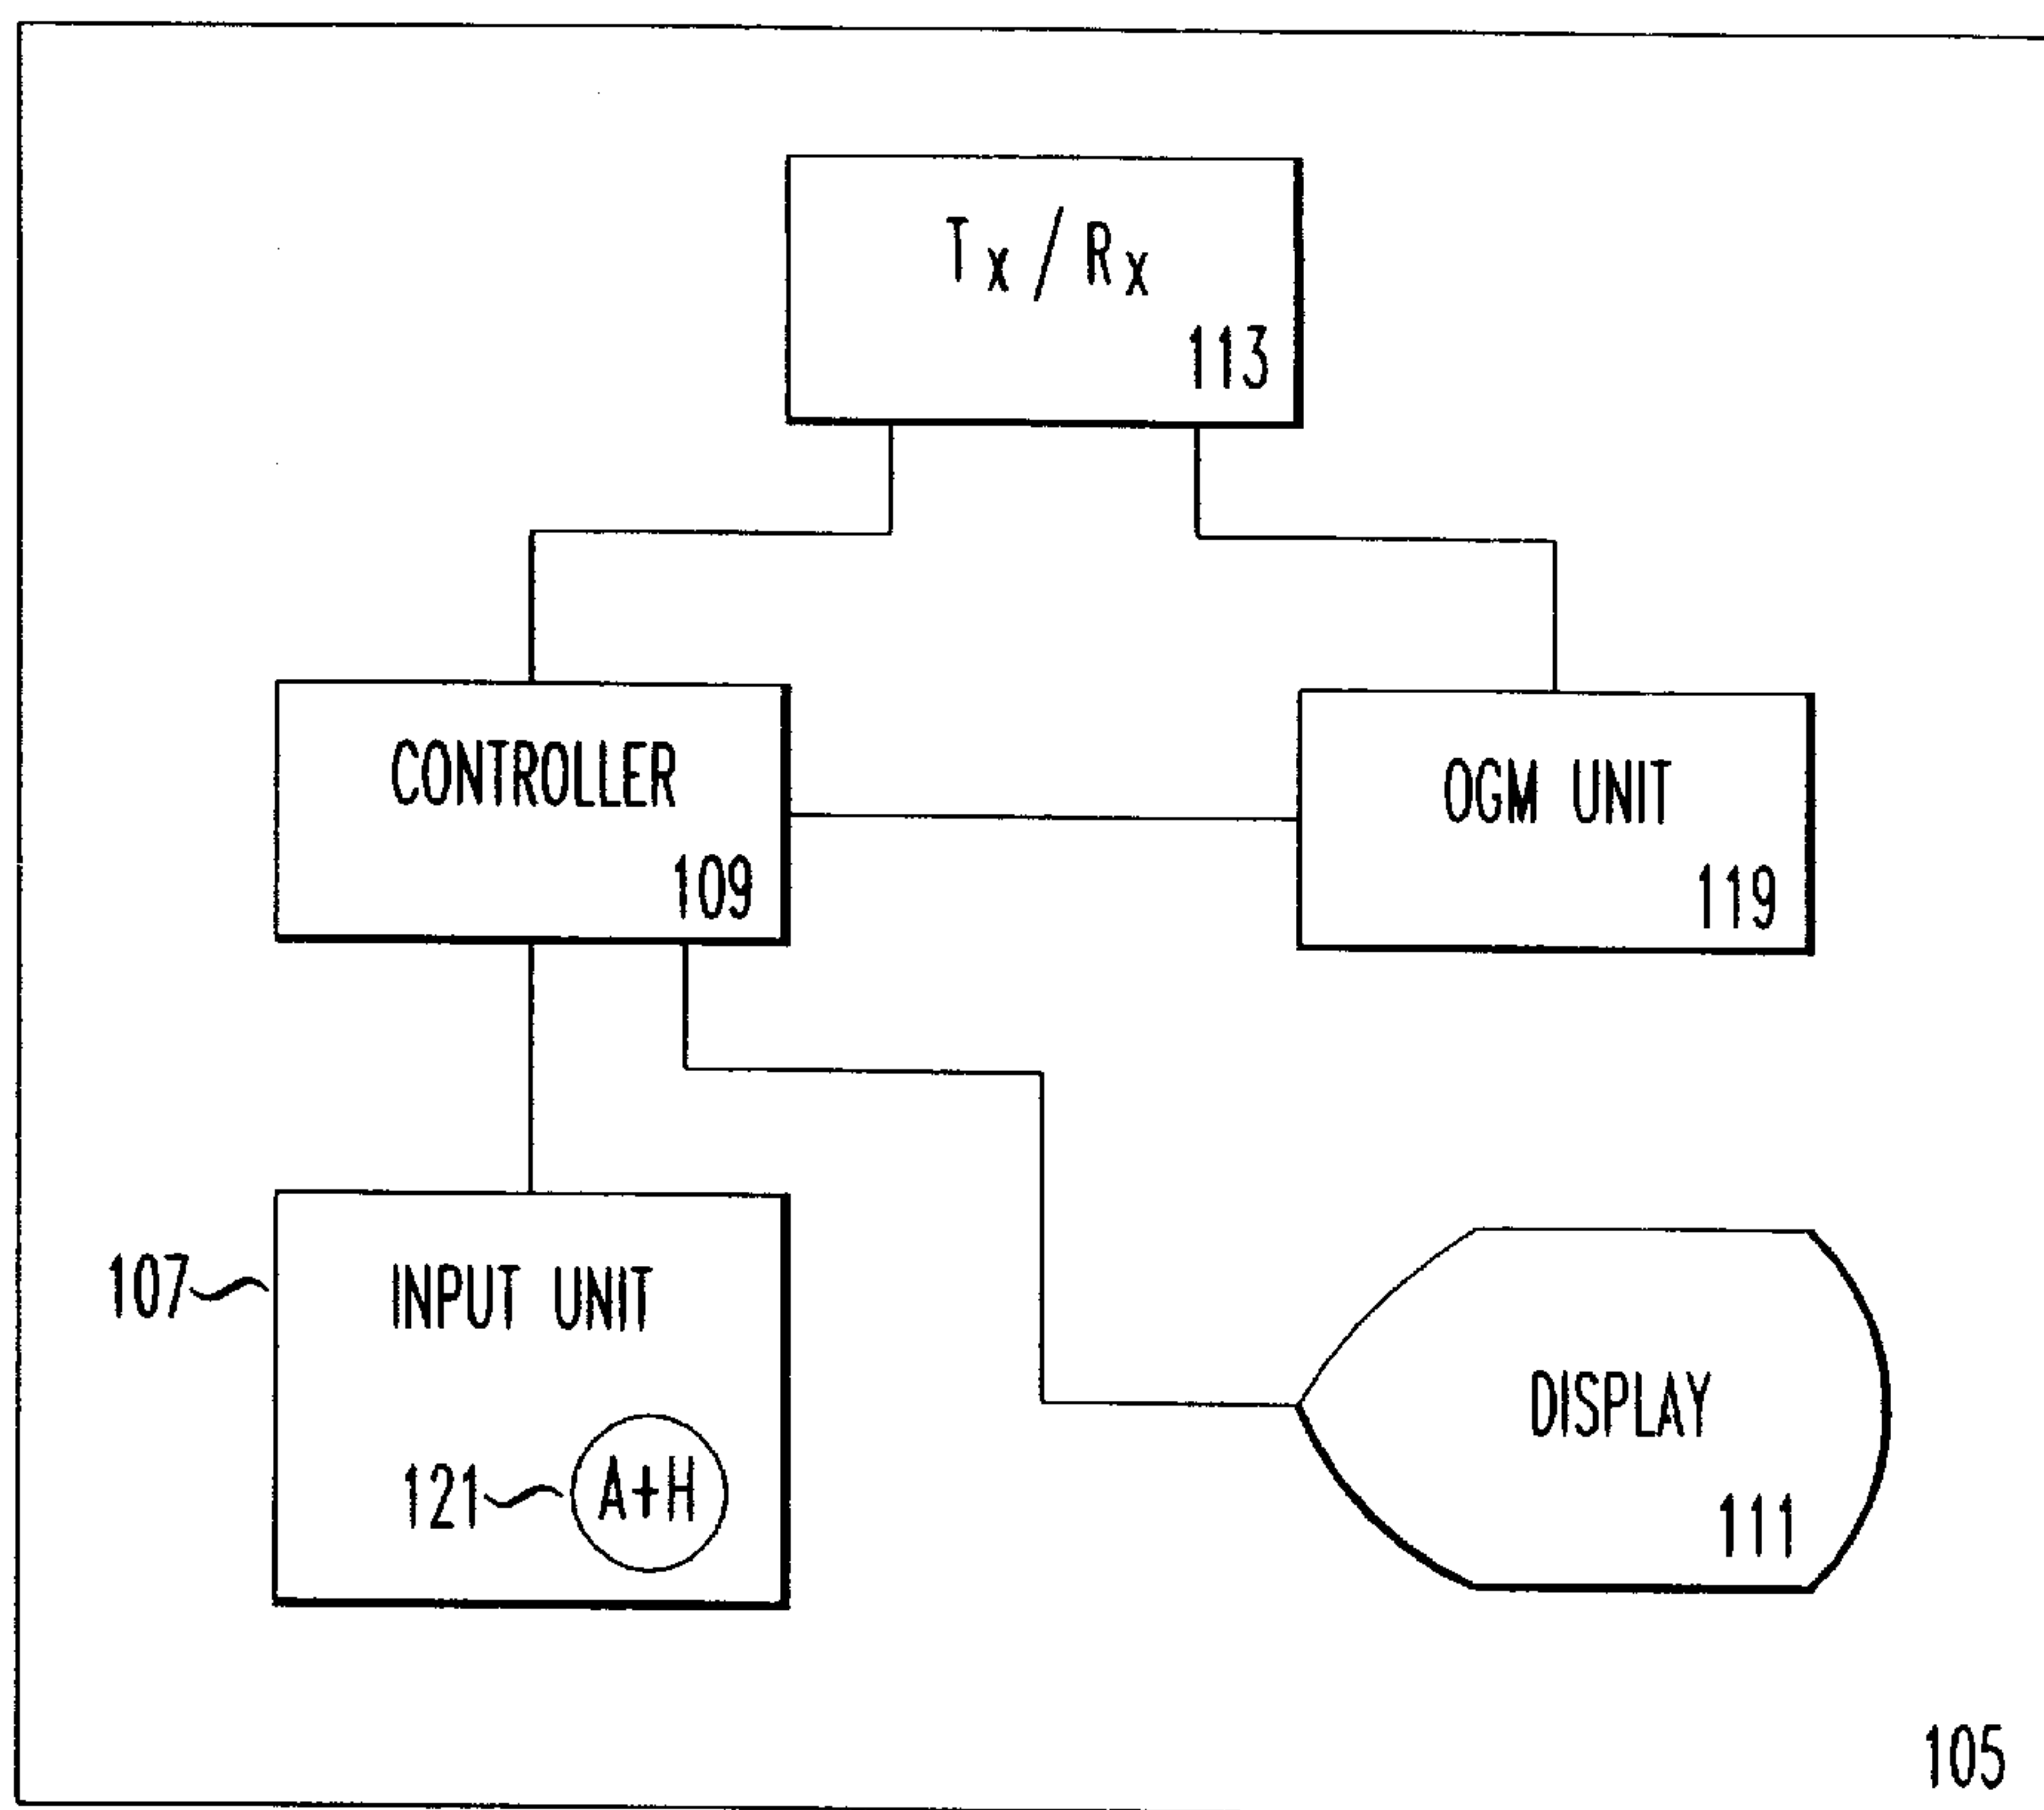 Tx/Rx
113
CONTROLLER
109
OGM UNIT
119
107
INPUT UNIT
121
A+H
DISPLAY
111
105